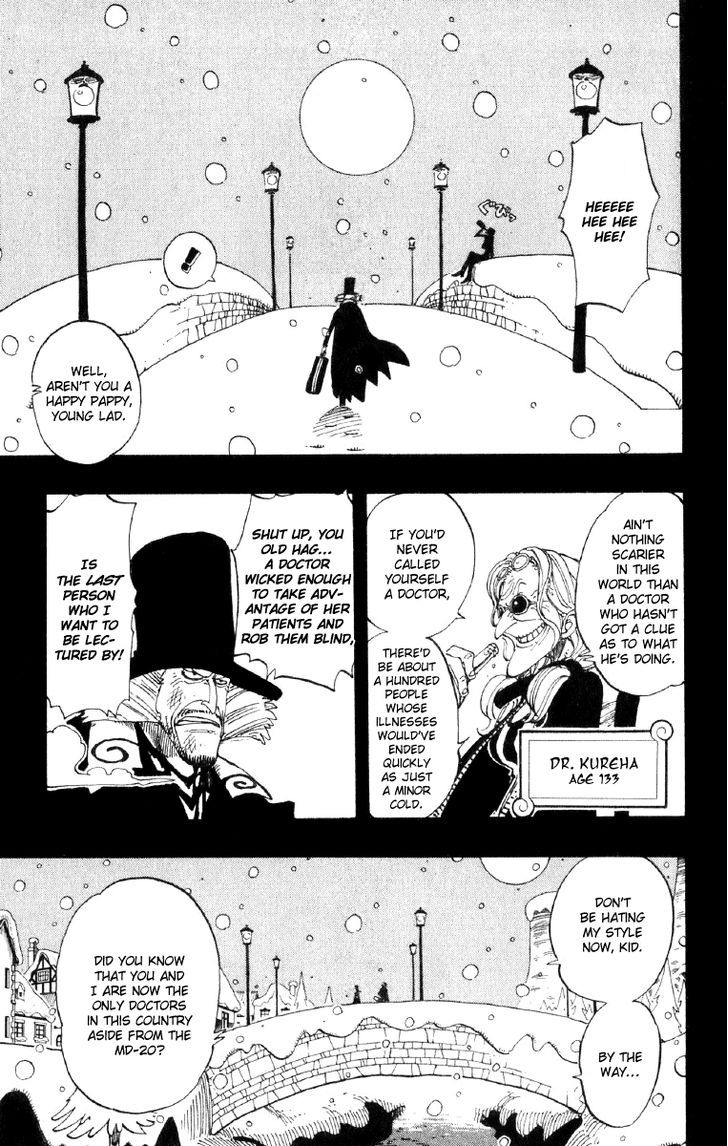 HEEEEE
HEE HEE
HEE!
!
WELL,
AREN'T YOU A
HAPPY PAPPY,
YOUNG LAD.
AIN'T
NOTHING
SCARIER
IN THIS
WORLD THAN
A DOCTOR
WHO HASN'T
GOT A CLUE
AS TO WHAT
HE'S DOING.
IF YOU'D
NEVER
CALLED
YOURSELF
A DOCTOR,
THERE'D
BE ABOUT
A HUNDRED
PEOPLE
WHOSE
ILLNESSES
WOULD'VE
ENDED
QUICKLY
AS JUST
A MINOR
COLD.
DR. KUREHA
AGE 133
SHUT UP, YOU
OLD HAG...
A DOCTOR
WICKED ENOUGH
TO TAKE ADV-
ANTAGE OF HER
PATIENTS AND
ROB THEM BLIND,
IS
THE LAST
PERSON
WHO I
WANT TO
BE LEC-
TURED BY!
DON'T
BE HATING
MY STYLE
NOW, KID.
BY THE
WAY...
DID YOU KNOW
THAT YOU AND
I ARE NOW THE
ONLY DOCTORS
IN THIS COUNTRY
ASIDE FROM THE
MD-20?